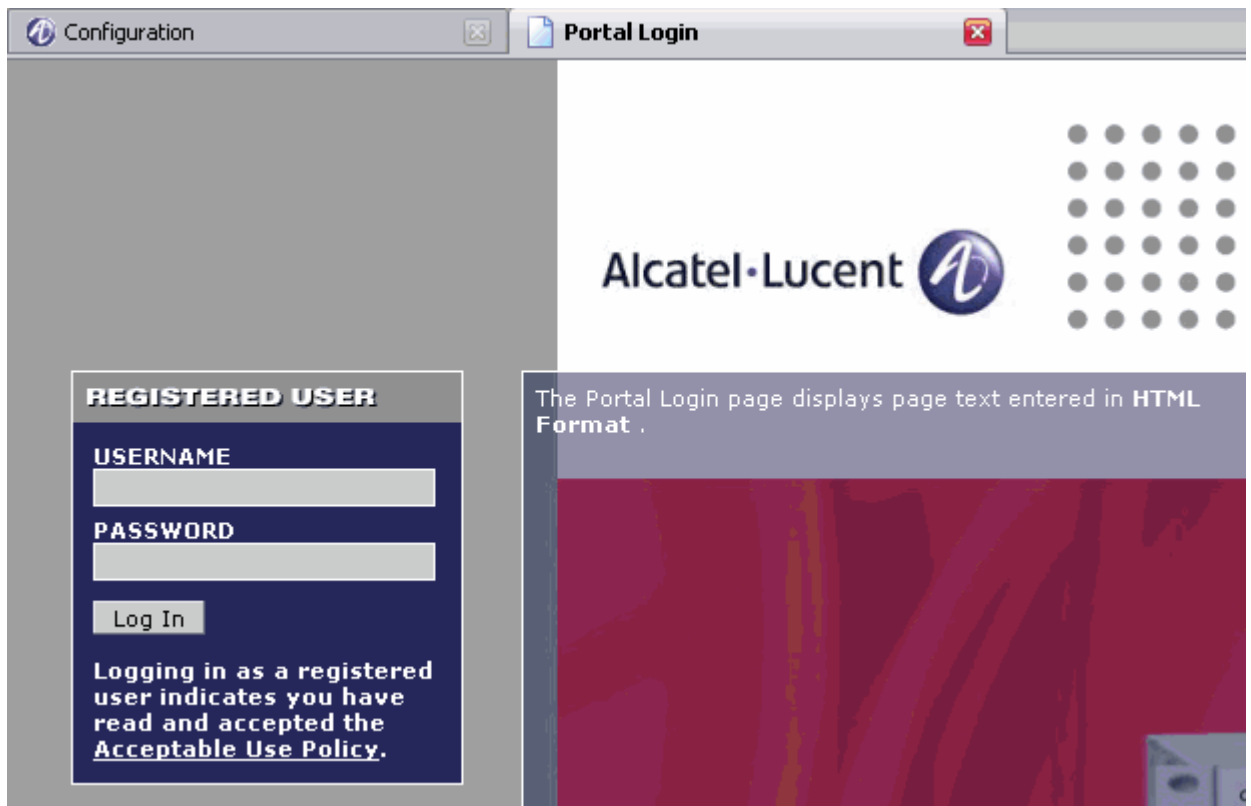 Configuration
Portal Login
Alcatel·Lucent
REGISTERED USER
USERNAME
PASSWORD
Log In
Logging in as a registered
user indicates you have
read and accepted the
Acceptable Use Policy.
The Portal Login page displays page text entered in HTML
Format .